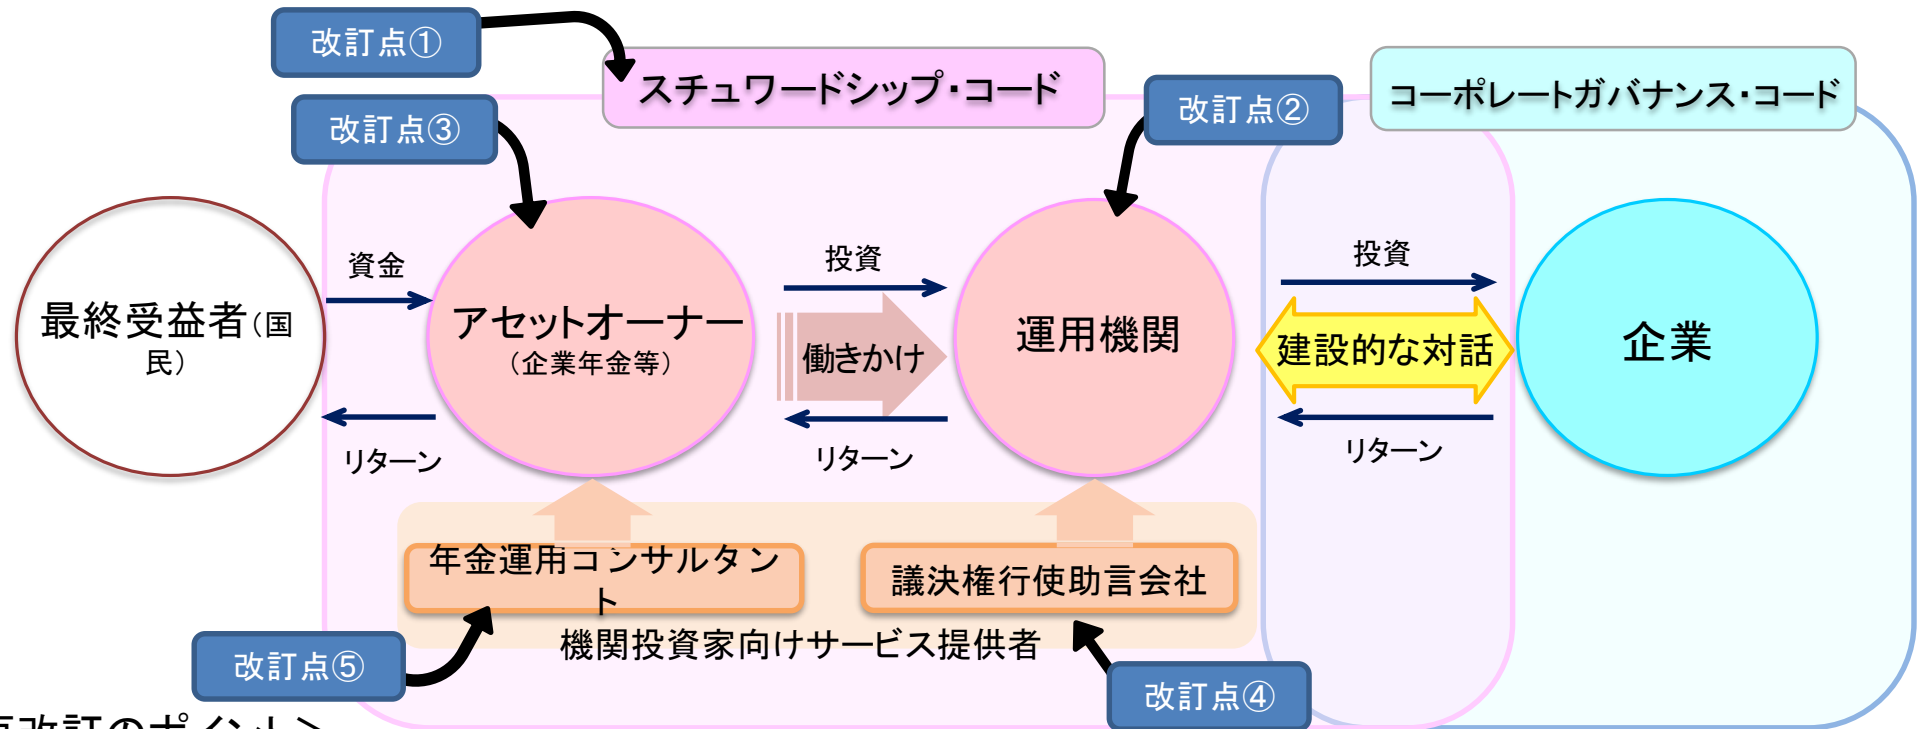 改訂点①
スチュワードシップ・コード
コーポレートガバナンス・コード
改訂点③
改訂点②
資金
投資
投資
最終受益者(国
民)
アセットオーナー
(企業年金等)
働きかけ
運用機関
建設的な対話
企業
リターン
リターン
リターン
年金運用コンサルタン
ト
議決権行使助言会社
機関投資家向けサービス提供者
改訂点⑤
改訂点④
改訂のポイント>